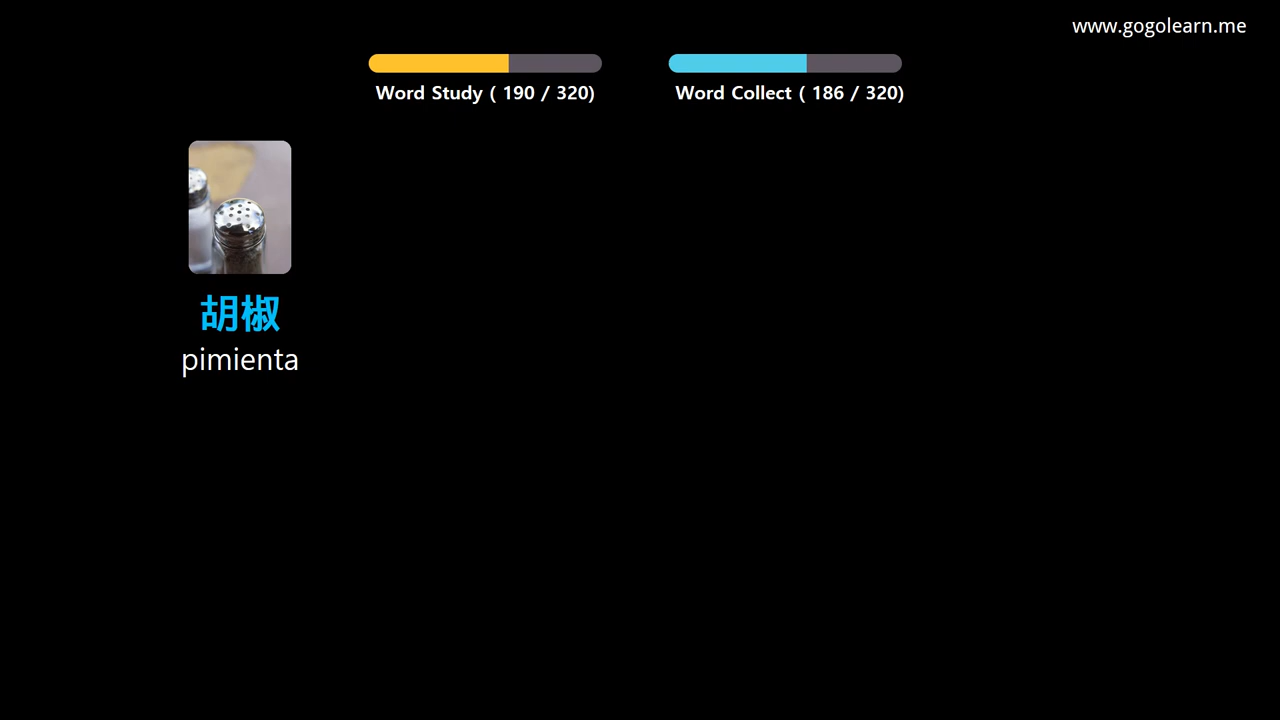 www.gogolearn.me
Word Study ( 190 / 320)
Word Collect ( 186 / 320)
胡椒
pimienta